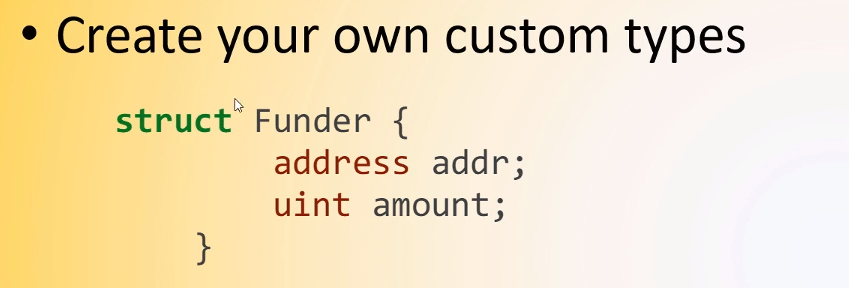 • Create your own custom types
struct Funder {
address addr;
uint amount;
}